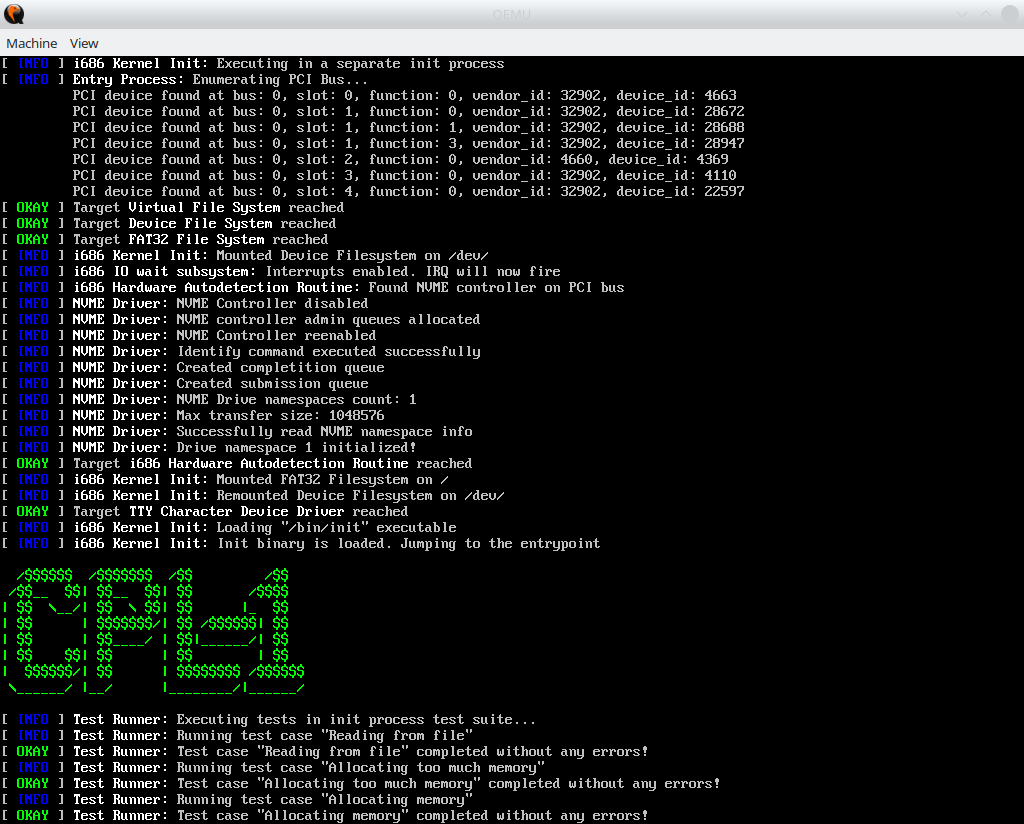 QEMU
Machine View
[ INFO ] i686 Kernel Init: Executing in a separate init process
[ INFO ] Entry Process: Enumerating PCI Bus...
PCI device found at bus: 0, slot: 0, function: 0, vendor_id: 32902, device_id: 4663
PCI device found at bus: 0, slot: 1, function: 0, vendor_id: 32902, device_id: 28672
PCI device found at bus: 0, slot: 1, function: 1, vendor_id: 32902, device_id: 28688
PCI device found at bus: 0, slot: 1, function: 3, vendor_id: 32902, device_id: 28947
PCI device found at bus: 0, slot: 2, function: 0, vendor_id: 4660, device_id: 4369
PCI device found at bus: 0, slot: 3, function: 0, vendor_id: 32902, device_id: 4110
PCI device found at bus: 0, slot: 4, function: 0, vendor_id: 32902, device_id: 22597
[ OKAY ] Target Virtual File System reached
[ OKAY ] Target Device File System reached
[ OKAY ] Target FAT32 File System reached
[ INFO ] i686 Kernel Init: Mounted Device Filesystem on /dev/
[ INFO ] i686 IO wait subsystem: Interrupts enabled. IRQ will now fire
[ INFO ] i686 Hardware Autodetection Routine: Found NVME controller on PCI bus
[ INFO ] NVME Driver: NVME Controller disabled
[ INFO ] NVME Driver: NVME controller admin queues allocated
[ INFO ] NVME Driver: NVME Controller reenabled
[ INFO ] NVME Driver: Identify command executed successfully
[ INFO ] NVME Driver: Created completition queue
[ INFO ] NVME Driver: Created submission queue
[ INFO ] NVME Driver: NVME Drive namespaces count: 1
[ INFO ] NVME Driver: Max transfer size: 1048576
[ INFO ] NVME Driver: Successfully read NVME namespace info
[ INFO ] NVME Driver: Drive namespace 1 initialized!
[ OKAY ] Target i686 Hardware Autodetection Routine reached
[ INFO ] i686 Kernel Init: Mounted FAT32 Filesystem on /
[ INFO ] i686 Kernel Init: Remounted Device Filesystem on /dev/
[ OKAY ] Target TTY Character Device Driver reached
[ INFO ] i686 Kernel Init: Loading "/bin/init" executable
[ INFO ] i686 Kernel Init: Init binary is loaded. Jumping to the entrypoint
  /$$$$$$  /$$$$$$$  /$$         /$$
 /$$__  $$| $$__  $$| $$       /$$$$
| $$  \__/| $$  \ $$| $$      |_  $$
| $$      | $$$$$$$/| $$ /$$$$$$| $$
| $$      | $$____/ | $$|______/| $$
| $$    $$| $$      | $$        | $$
|  $$$$$$/| $$      | $$$$$$$$ /$$$$$$
 \______/ |__/      |________/|______/
[ INFO ] Test Runner: Executing tests in init process test suite...
[ INFO ] Test Runner: Running test case "Reading from file"
[ OKAY ] Test Runner: Test case "Reading from file" completed without any errors!
[ INFO ] Test Runner: Running test case "Allocating too much memory"
[ OKAY ] Test Runner: Test case "Allocating too much memory" completed without any errors!
[ INFO ] Test Runner: Running test case "Allocating memory"
[ OKAY ] Test Runner: Test case "Allocating memory" completed without any errors!